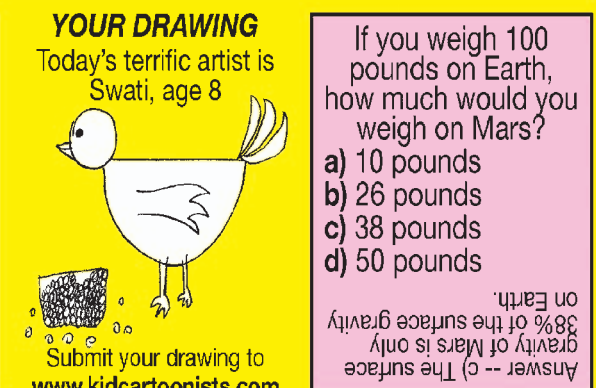 YOUR DRAWING
Today's terrific artist is
Swati, age 8
Submit your drawing to
www.kidcartoonists.com
If you weigh 100
pounds on Earth,
how much would you
weigh on Mars?
a) 10 pounds
b) 26 pounds
c) 38 pounds
d) 50 pounds
Answer -- c) The surface
gravity of Mars is only
38% of the surface gravity
on Earth.